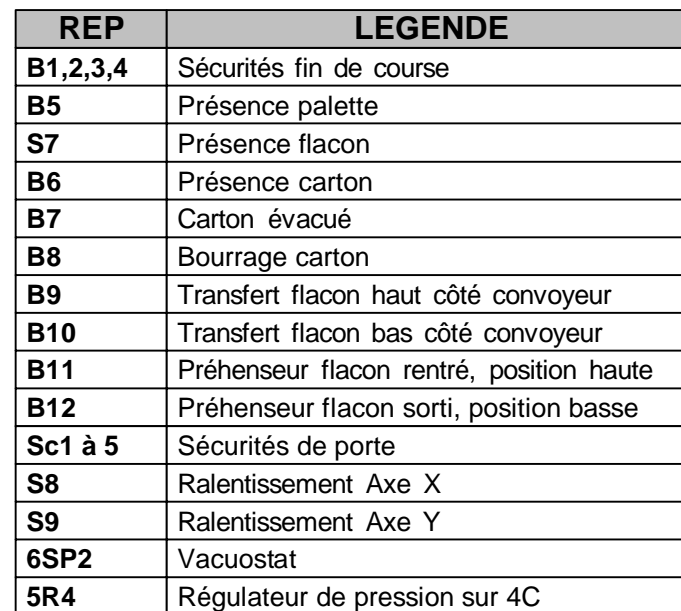 REP LEGENDE
B1,2,3,4 Sécurités fin de course
B5 Présence palette
S7 Présence flacon
B6 Présence carton
B7 Carton évacué
B8 Bourrage carton
B9 Transfert flacon haut côté convoyeur
B10 Transfert flacon bas côté convoyeur
B11 Préhenseur flacon rentré, position haute
B12 Préhenseur flacon sorti, position basse
Sc1 à 5 Sécurités de porte
S8 Ralentissement Axe X
S9 Ralentissement Axe Y
6SP2 Vacuostat
5R4 Régulateur de pression sur 4C